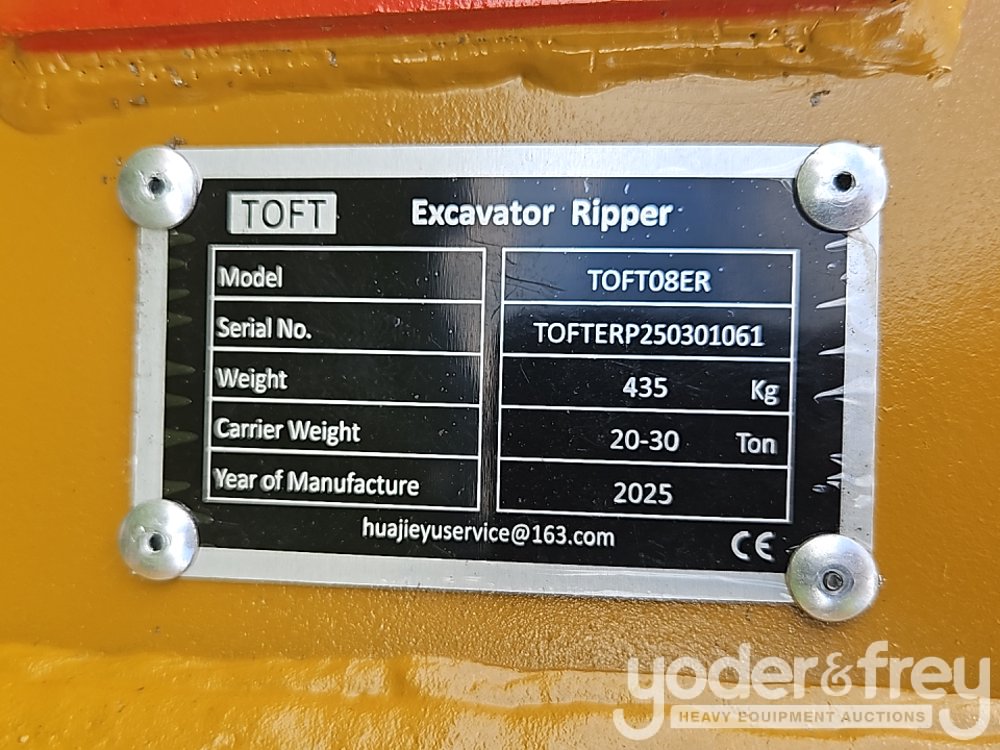 TOFT Excavator Ripper
Model TOFT08ER
Serial No. TOFTERP250301061
Weight 435 Kg
Carrier Weight 20-30 Ton
Year of Manufacture 2025
huajieyuservice@163.com CE
yoder&frey
HEAVY EQUIPMENT AUCTIONS